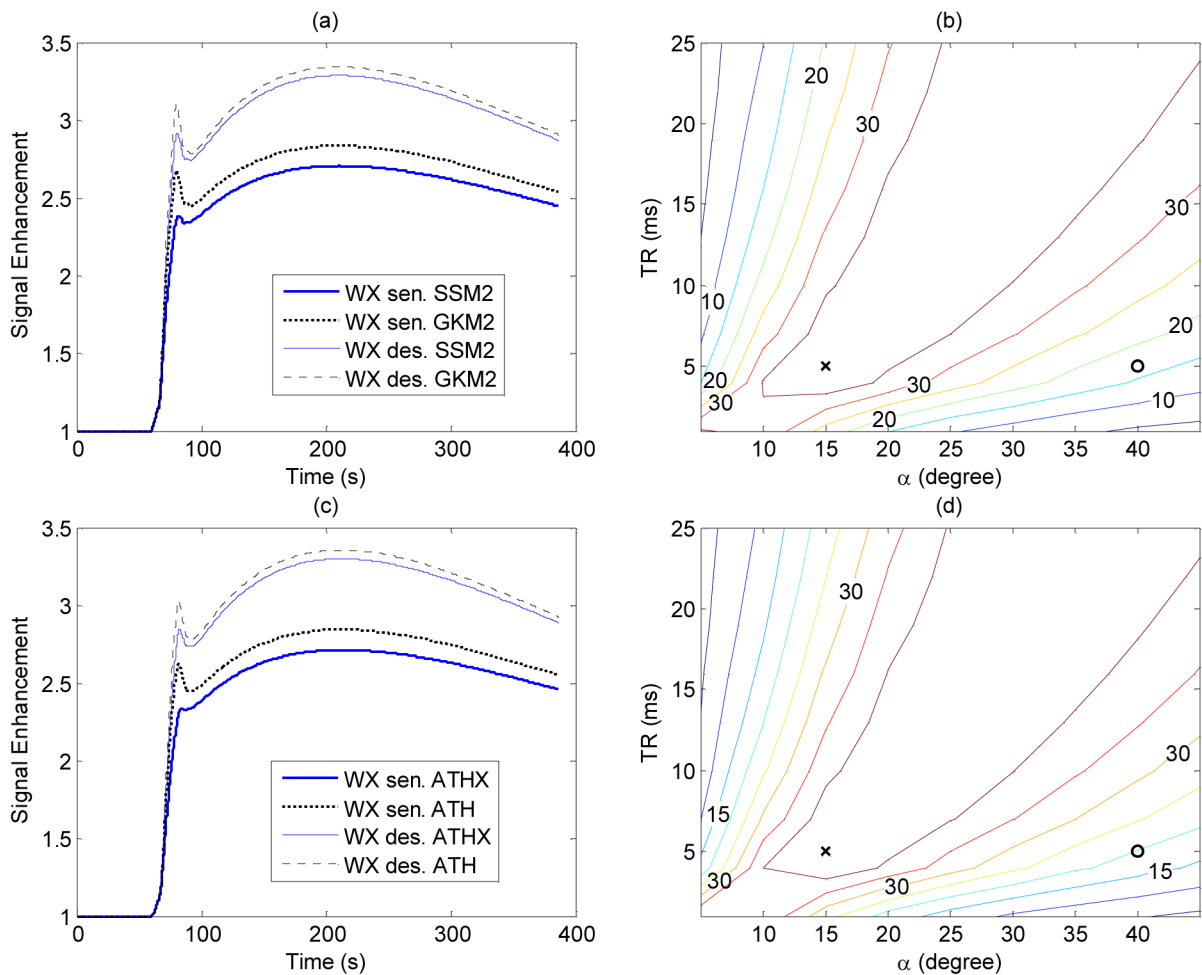 (a)
Signal Enhancement
3.5
3
2.5
2
1.5
1
WX sen. SSM2
WX sen. GKM2
WX des. SSM2
WX des. GKM2
0 100 200 300 400
Time (s)
(b)
TR (ms)
25
20
15
10
5
20
30
10
20
30
30
30
20
20
10
10 15 20 25 30 35 40 45
α (degree)
(c)
Signal Enhancement
3.5
3
2.5
2
1.5
1
WX sen. ATHX
WX sen. ATH
WX des. ATHX
WX des. ATH
0 100 200 300 400
Time (s)
(d)
TR (ms)
25
20
15
10
5
30
15
30
30
30
15
10 15 20 25 30 35 40 45
α (degree)